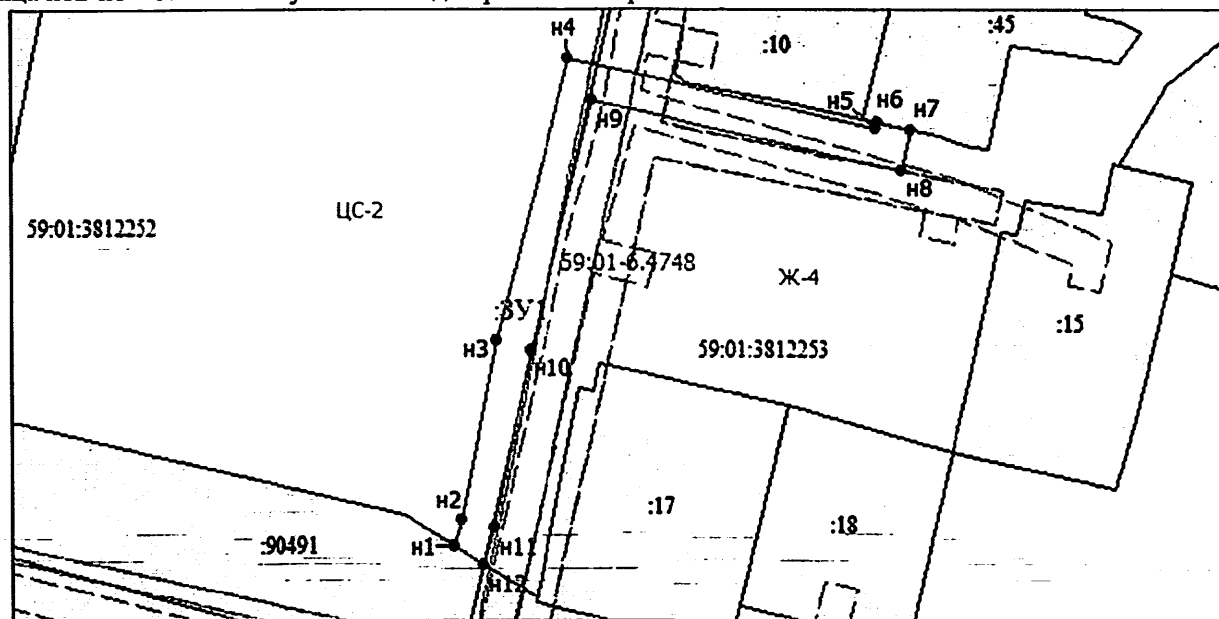 :45
н4
:10
н5
н6
н7
н9
н8
ЦС-2
59:01:3812252
59:01-6.4748
Ж-4
:ЗУ1
:15
н3
59:01:3812253
н10
н2
:17
:18
н1
:90491
н11
н12